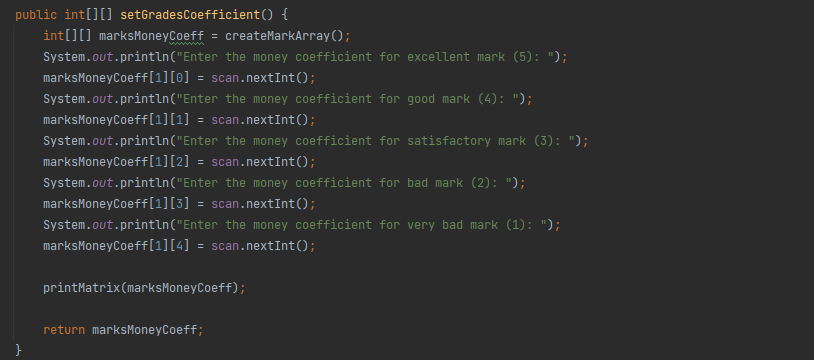 public int[][] setGradesCoefficient() {
    int[][] marksMoneyCoeff = createMarkArray();
    System.out.println("Enter the money coefficient for excellent mark (5): ");
    marksMoneyCoeff[1][0] = scan.nextInt();
    System.out.println("Enter the money coefficient for good mark (4): ");
    marksMoneyCoeff[1][1] = scan.nextInt();
    System.out.println("Enter the money coefficient for satisfactory mark (3): ");
    marksMoneyCoeff[1][2] = scan.nextInt();
    System.out.println("Enter the money coefficient for bad mark (2): ");
    marksMoneyCoeff[1][3] = scan.nextInt();
    System.out.println("Enter the money coefficient for very bad mark (1): ");
    marksMoneyCoeff[1][4] = scan.nextInt();

    printMatrix(marksMoneyCoeff);

    return marksMoneyCoeff;
}